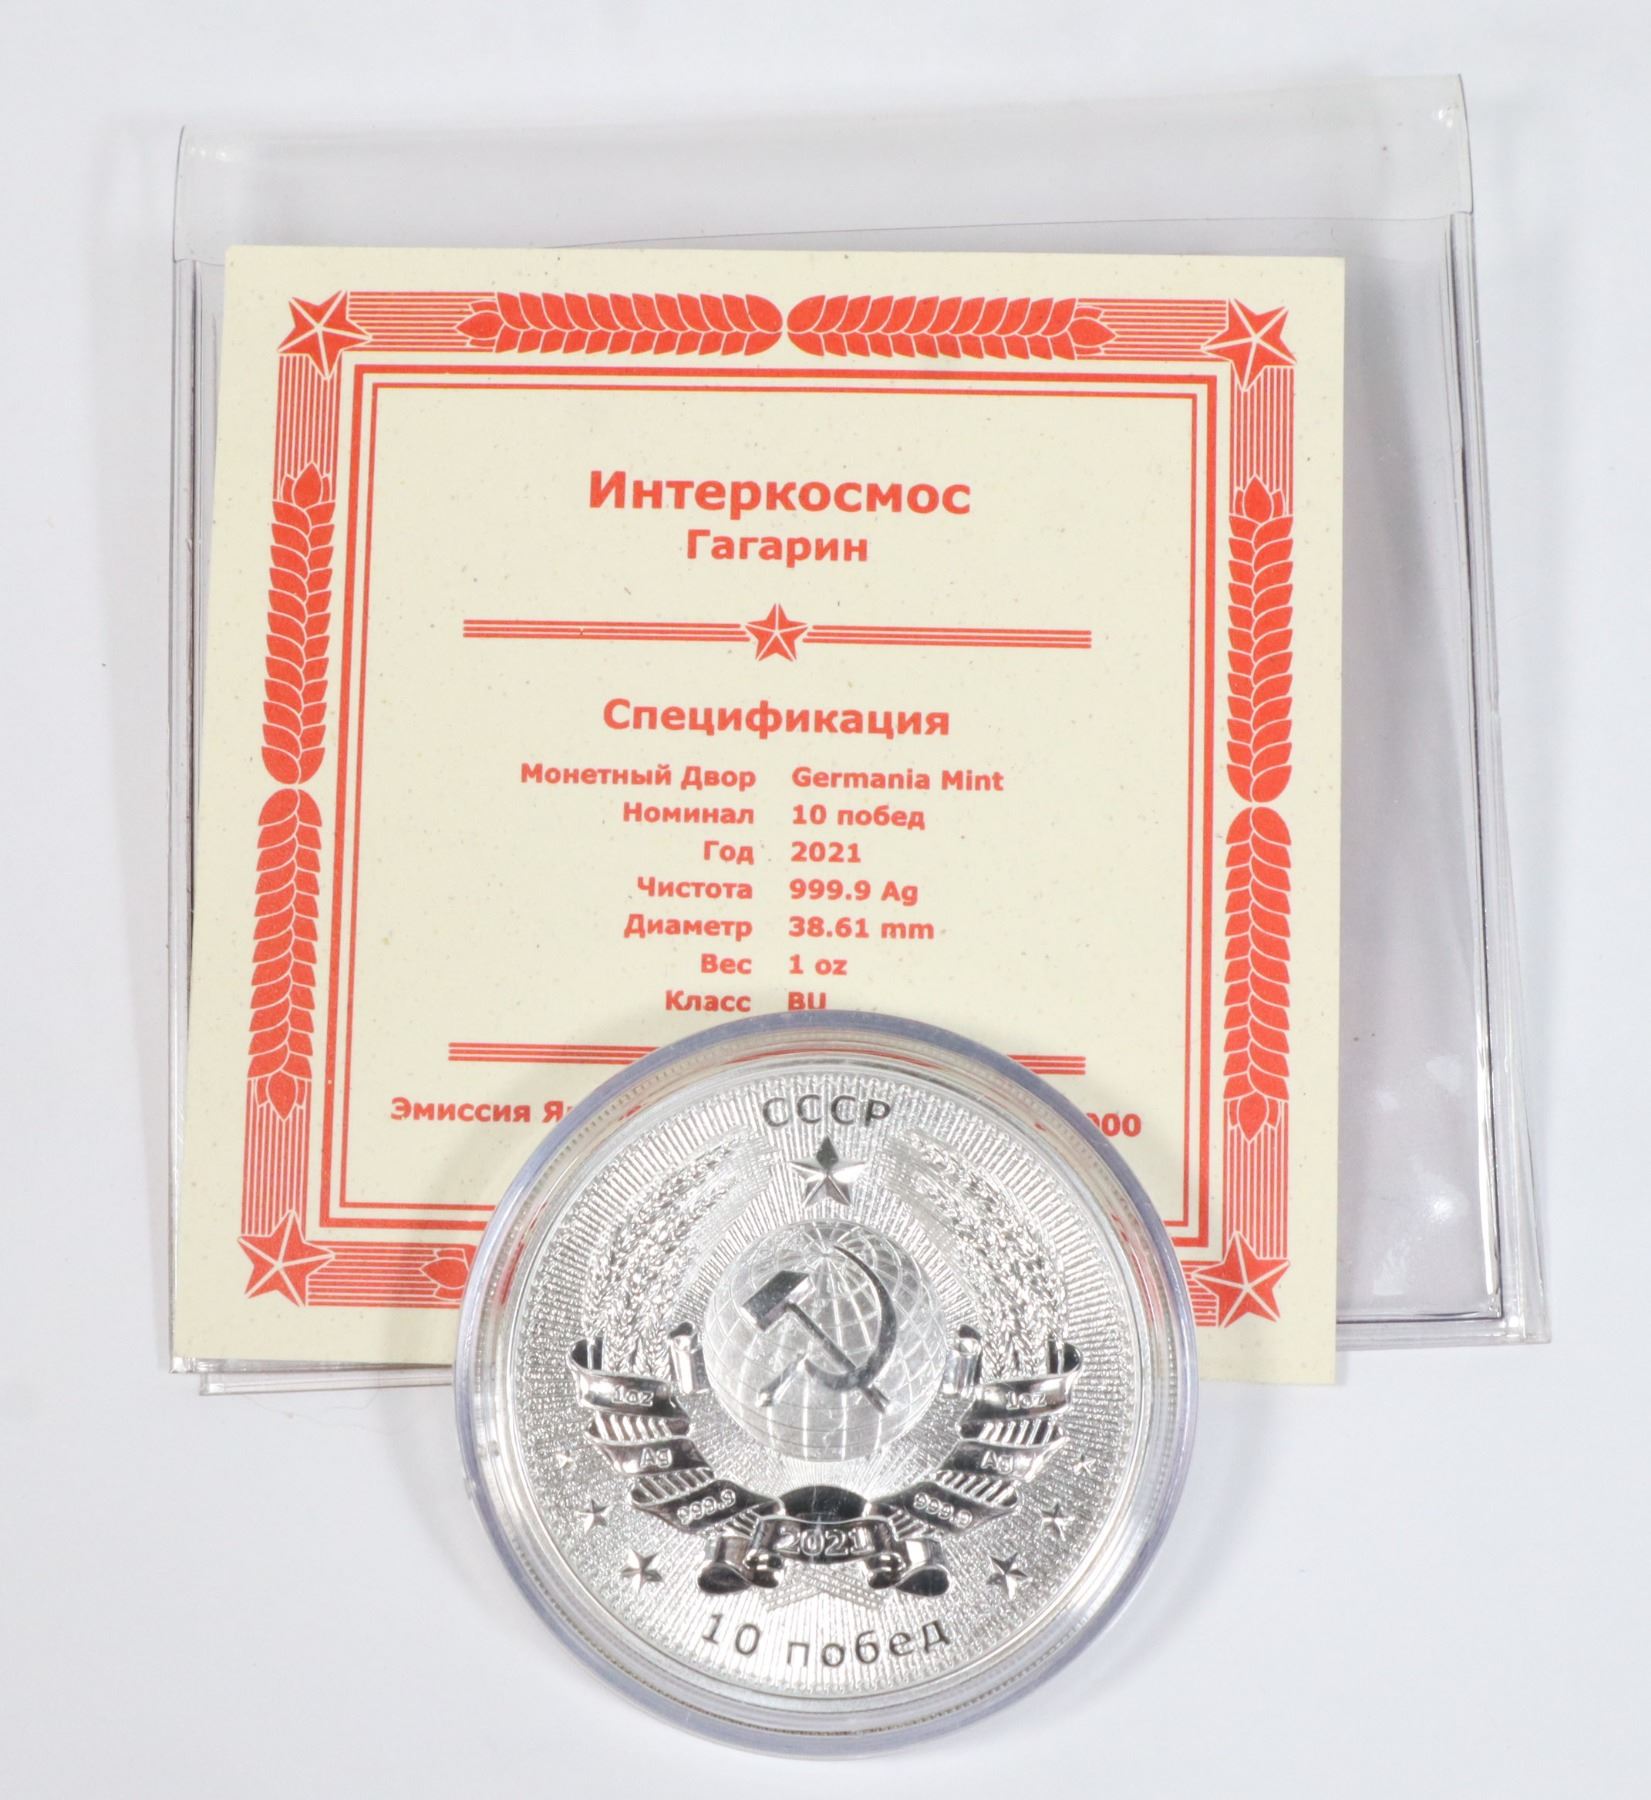 Интеркосмос
Гагарин
Спецификация
Монетный Двор Germania Mint
Номинал 10 побед
Год 2021
Чистота 999.9 Ag
Диаметр 38.61 mm
Вес 1 oz
Класс BU
Эмиссия
СССР
1oz 1oz
Ag Ag
999.9 999.9
2021
10 побед